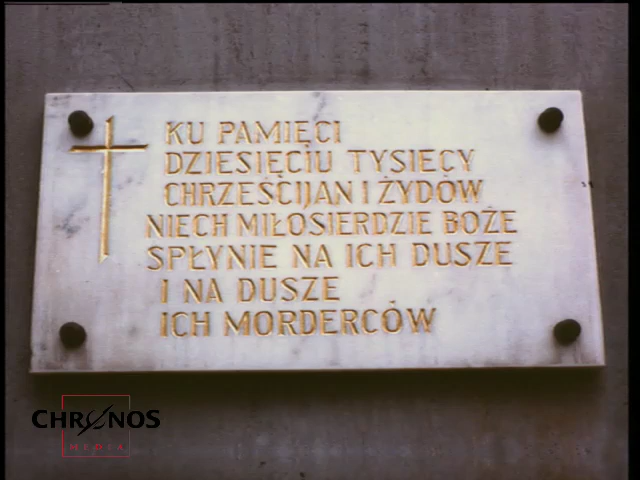 KU PAMIĘCI
DZIESIĘCIU TYSIĘCY
CHRZEŚCIJAN I ŻYDÓW
NIECH MIŁOSIERDZIE BOŻE
SPŁYNIE NA ICH DUSZE
I NA DUSZE
ICH MORDERCÓW
CHRONOS
MEDIA